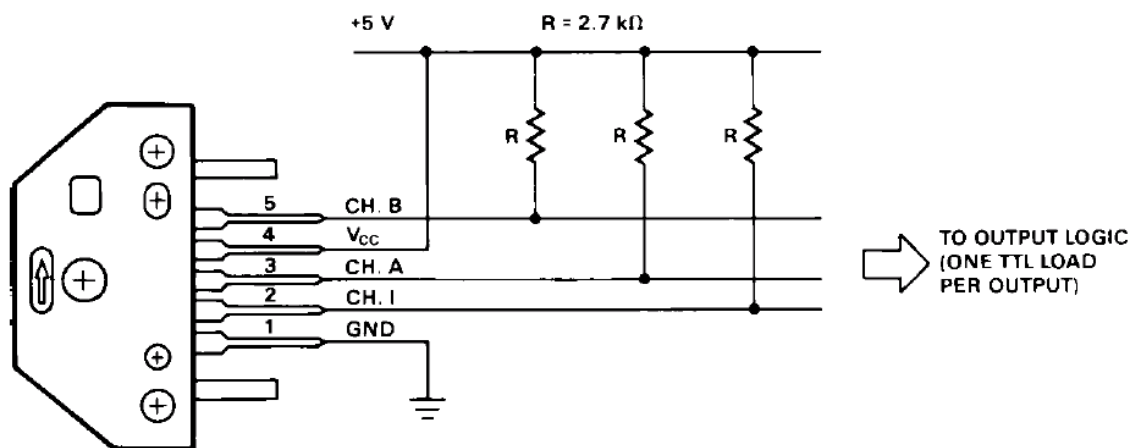 +5 V
R = 2.7 kΩ
R
R
R
5 CH. B
4 VCC
3 CH. A
2 CH. I
1 GND
TO OUTPUT LOGIC
(ONE TTL LOAD
PER OUTPUT)